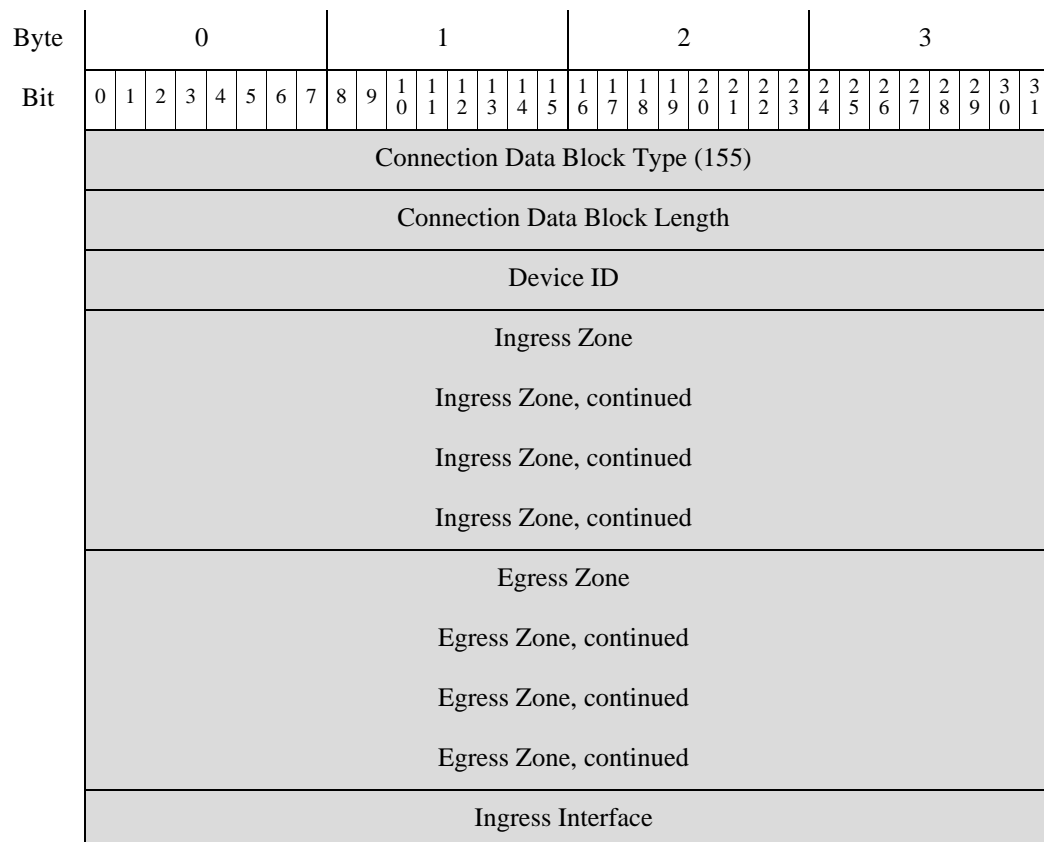 Byte 0 1 2 3
Bit 0 1 2 3 4 5 6 7 8 9 10 11 12 13 14 15 16 17 18 19 20 21 22 23 24 25 26 27 28 29 30 31
Connection Data Block Type (155)
Connection Data Block Length
Device ID
Ingress Zone
Ingress Zone, continued
Ingress Zone, continued
Ingress Zone, continued
Egress Zone
Egress Zone, continued
Egress Zone, continued
Egress Zone, continued
Ingress Interface